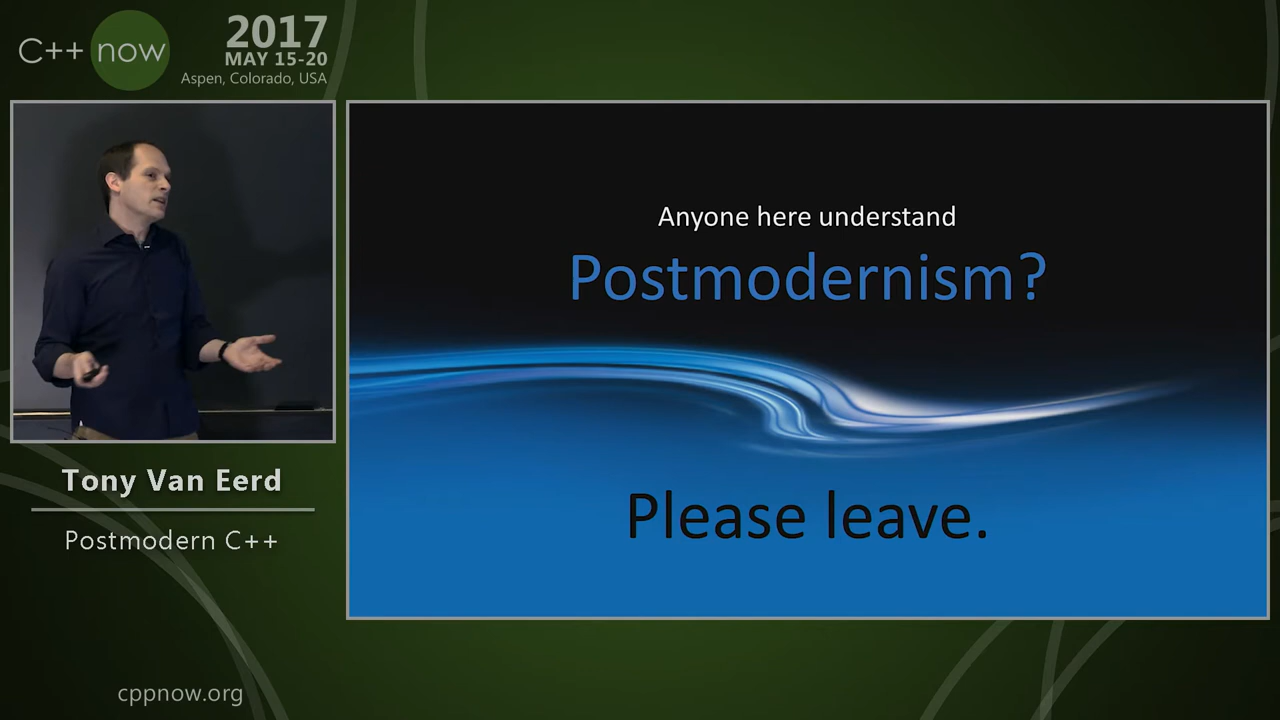 C++ now
2017
MAY 15-20
Aspen, Colorado, USA
Anyone here understand
Postmodernism?
Please leave.
Tony Van Eerd
Postmodern C++
cppnow.org